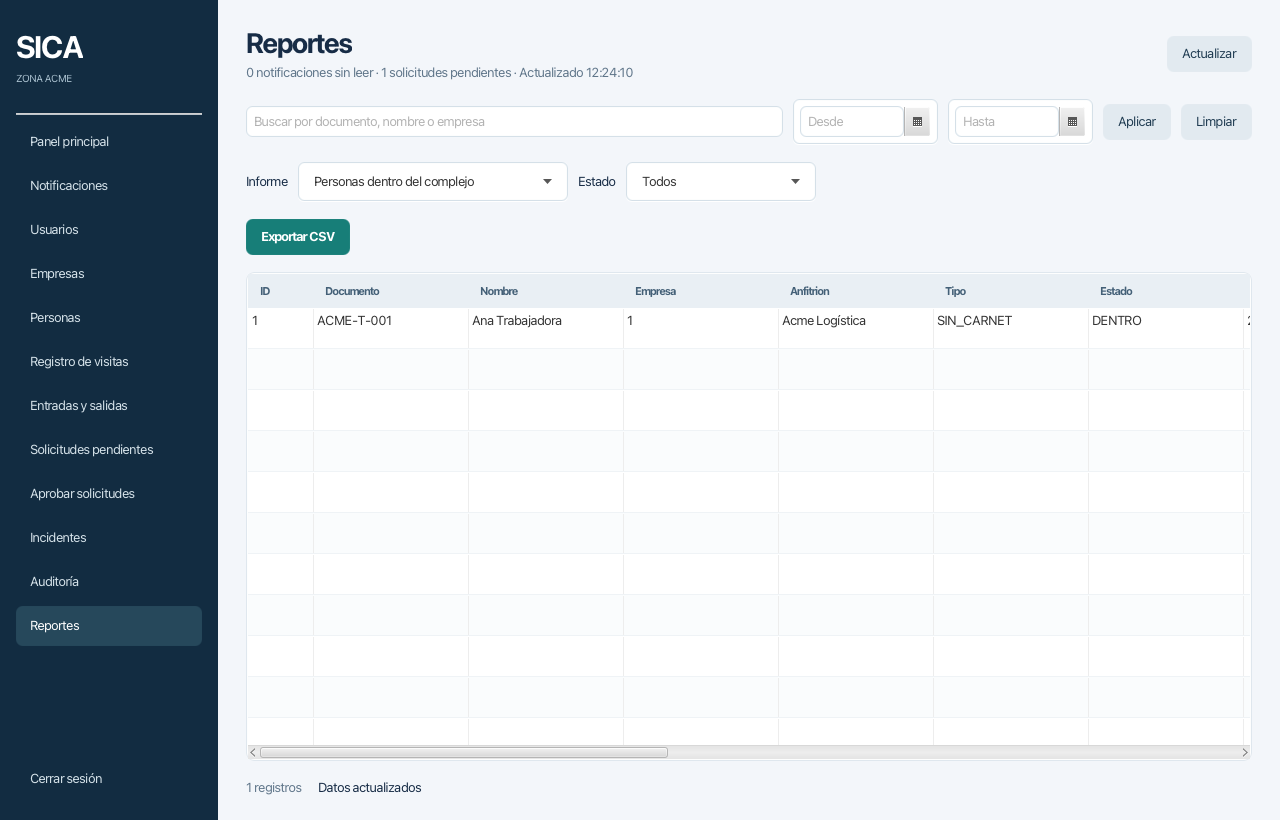 SICA
ZONA ACME
Panel principal
Notificaciones
Usuarios
Empresas
Personas
Registro de visitas
Entradas y salidas
Solicitudes pendientes
Aprobar solicitudes
Incidentes
Auditoría
Reportes
Cerrar sesión
Reportes
0 notificaciones sin leer · 1 solicitudes pendientes · Actualizado 12:24:10
Actualizar
Buscar por documento, nombre o empresa
Desde
Hasta
Aplicar
Limpiar
Informe
Personas dentro del complejo
Estado
Todos
Exportar CSV
ID Documento Nombre Empresa Anfitrion Tipo Estado
1 ACME-T-001 Ana Trabajadora 1 Acme Logística SIN_CARNET DENTRO
1 registros Datos actualizados